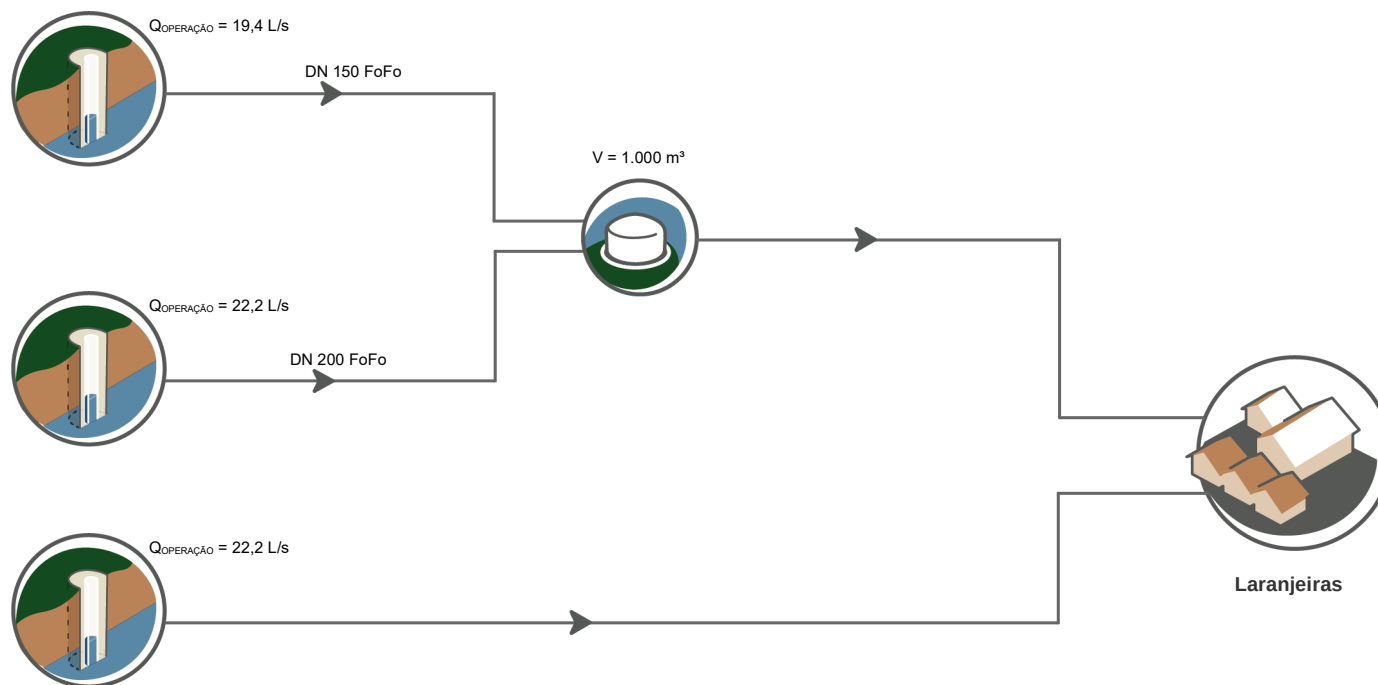 QOPERAÇÃO = 19,4 L/s
DN 150 FoFo
V = 1.000 m³
QOPERAÇÃO = 22,2 L/s
DN 200 FoFo
QOPERAÇÃO = 22,2 L/s
Laranjeiras